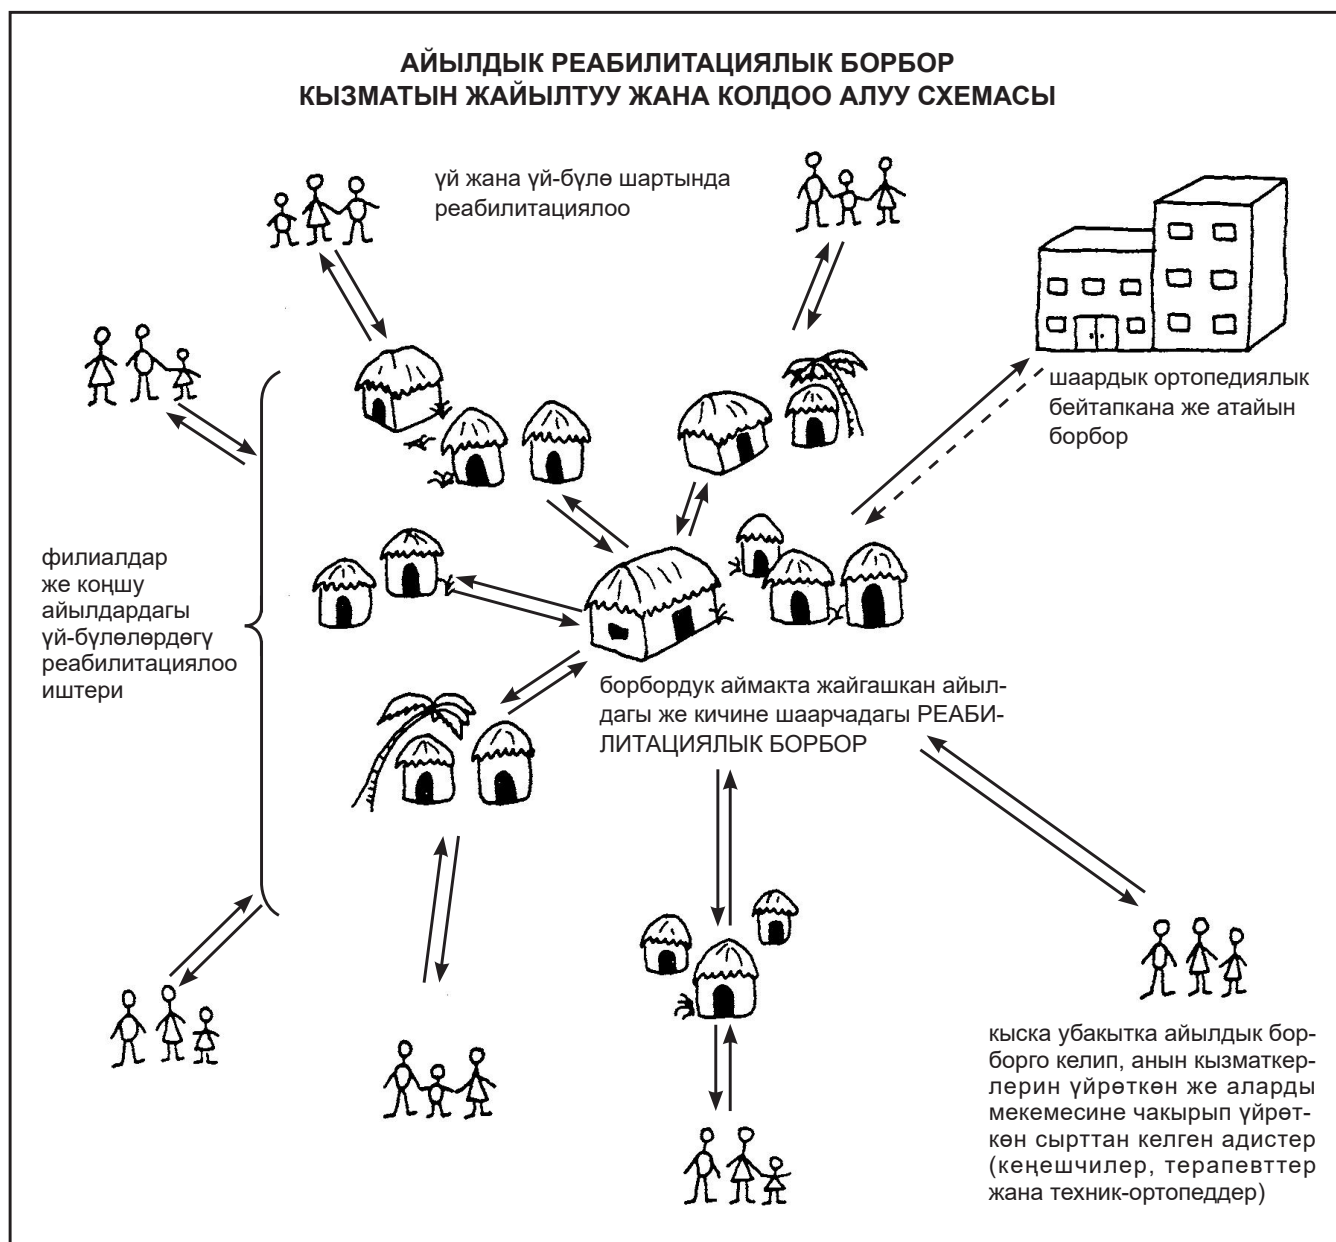 АЙЫЛДЫК РЕАБИЛИТАЦИЯЛЫК БОРБОР
КЫЗМАТЫН ЖАЙЫЛТУУ ЖАНА КОЛДОО АЛУУ СХЕМАСЫ
үй жана үй-бүлө шартында
реабилитациялоо
шаардык ортопедиялык
бейтапкана же атайын
борбор
филиалдар
же коңшу
айылдардагы
үй-бүлөлөрдөгү
реабилитациялоо
иштери
борбордук аймакта жайгашкан айыл-
дагы же кичине шаарчадагы РЕАБИ-
ЛИТАЦИЯЛЫК БОРБОР
кыска убакытка айылдык бор-
борго келип, анын кызматкер-
лерин үйрөткөн же аларды
мекемесине чакырып үйрөт-
көн сырттан келген адистер
(кеңешчилер, терапевттер
жана техник-ортопеддер)